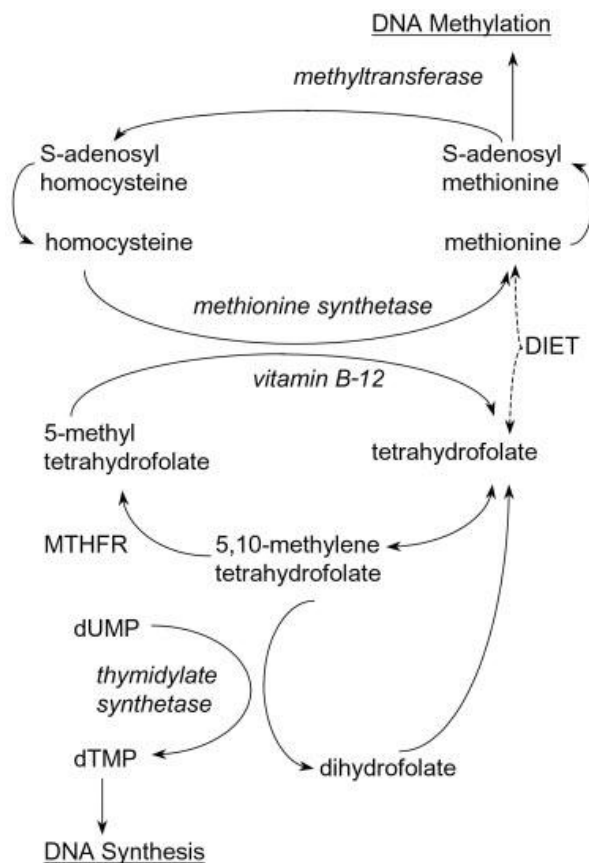 DNA Methylation
methyltransferase
S-adenosyl
homocysteine
S-adenosyl
methionine
homocysteine
methionine
methionine synthetase
DIET
vitamin B-12
5-methyl
tetrahydrofolate
tetrahydrofolate
MTHFR
5,10-methylene
tetrahydrofolate
dUMP
thymidylate
synthetase
dTMP
dihydrofolate
DNA Synthesis